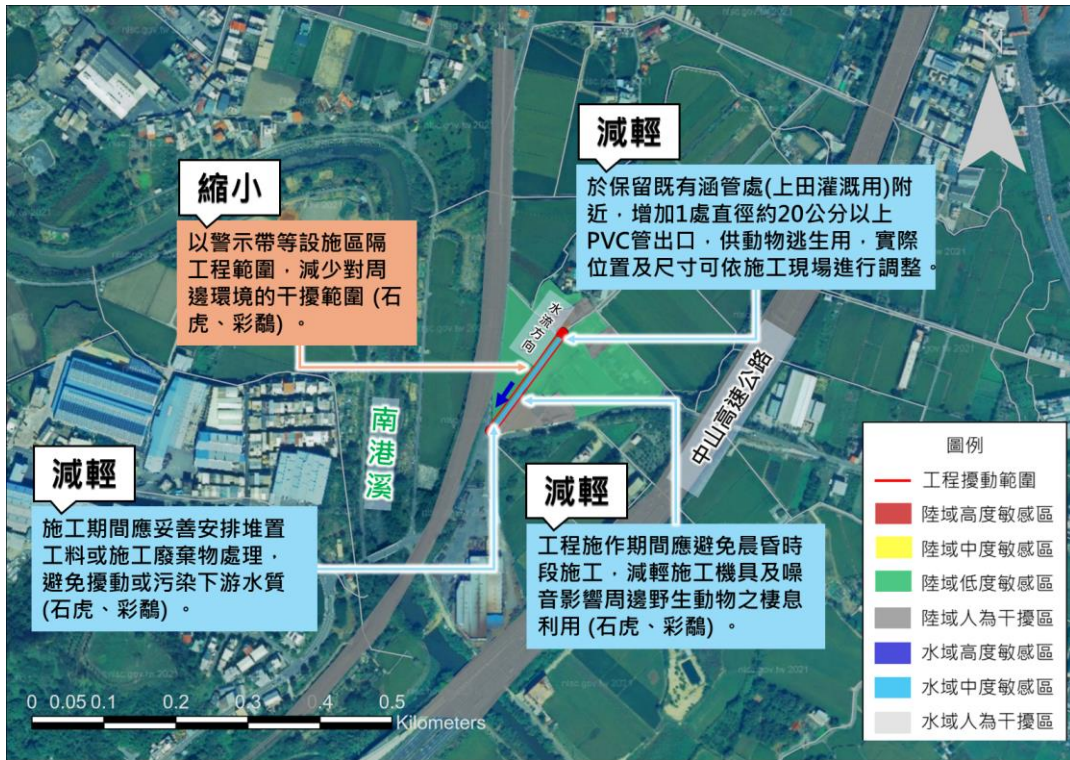 nlsc.gov.tw 2021
N
減輕
於保留既有涵管處(上田灌溉用)附
近，增加1處直徑約20公分以上
PVC管出口，供動物逃生用，實際
位置及尺寸可依施工現場進行調整。
縮小
以警示帶等設施區隔
工程範圍，減少對周
邊環境的干擾範圍 (石
虎、彩鷸) 。
水流方向
中山高速公路
南港溪
減輕
施工期間應妥善安排堆置
工料或施工廢棄物處理，
避免擾動或污染下游水質
(石虎、彩鷸) 。
減輕
工程施作期間應避免晨昏時
段施工，減輕施工機具及噪
音影響周邊野生動物之棲息
利用 (石虎、彩鷸) 。
圖例
工程擾動範圍
陸域高度敏感區
陸域中度敏感區
陸域低度敏感區
陸域人為干擾區
水域高度敏感區
水域中度敏感區
水域人為干擾區
0 0.05 0.1 0.2 0.3 0.4 0.5
Kilometers